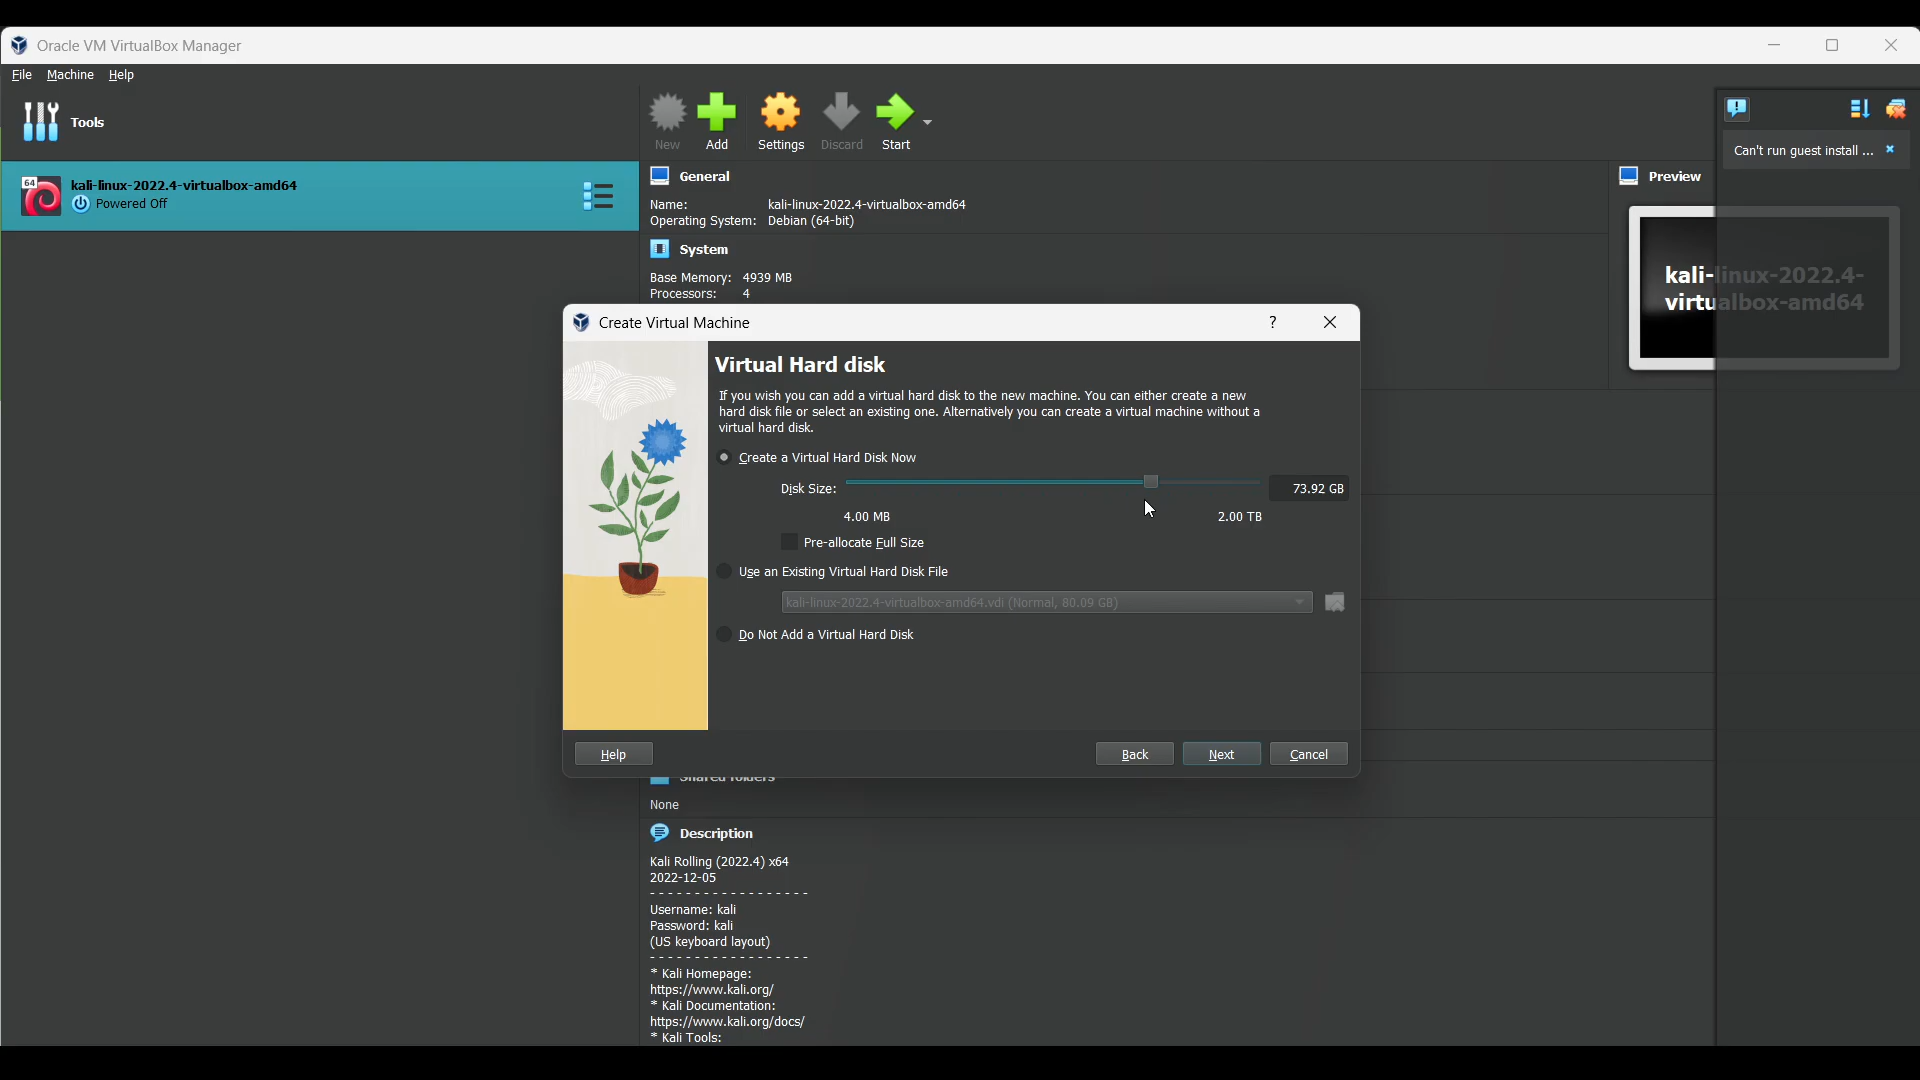 Oracle VM VirtualBox Manager
File Machine Help
Tools
New Add Settings Discard Start
Can't run guest install ...
64
kali-linux-2022.4-virtualbox-amd64
Powered Off
General
Name: kali-linux-2022.4-virtualbox-amd64
Operating System: Debian (64-bit)
System
Base Memory: 4939 MB
Processors: 4
Preview
kali-linux-2022.4-
virtualbox-amd64
Create Virtual Machine
?
Virtual Hard disk
If you wish you can add a virtual hard disk to the new machine. You can either create a new
hard disk file or select an existing one. Alternatively you can create a virtual machine without a
virtual hard disk.
Create a Virtual Hard Disk Now
Disk Size: 73.92 GB
4.00 MB 2.00 TB
Pre-allocate Full Size
Use an Existing Virtual Hard Disk File
kali-linux-2022.4-virtualbox-amd64.vdi (Normal, 80.09 GB)
Do Not Add a Virtual Hard Disk
Help Back Next Cancel
Shared folders
None
Description
Kali Rolling (2022.4) x64
2022-12-05
- - - - - - - - - - - - - - - - - -
Username: kali
Password: kali
(US keyboard layout)
- - - - - - - - - - - - - - - - - -
* Kali Homepage:
https://www.kali.org/
* Kali Documentation:
https://www.kali.org/docs/
* Kali Tools: